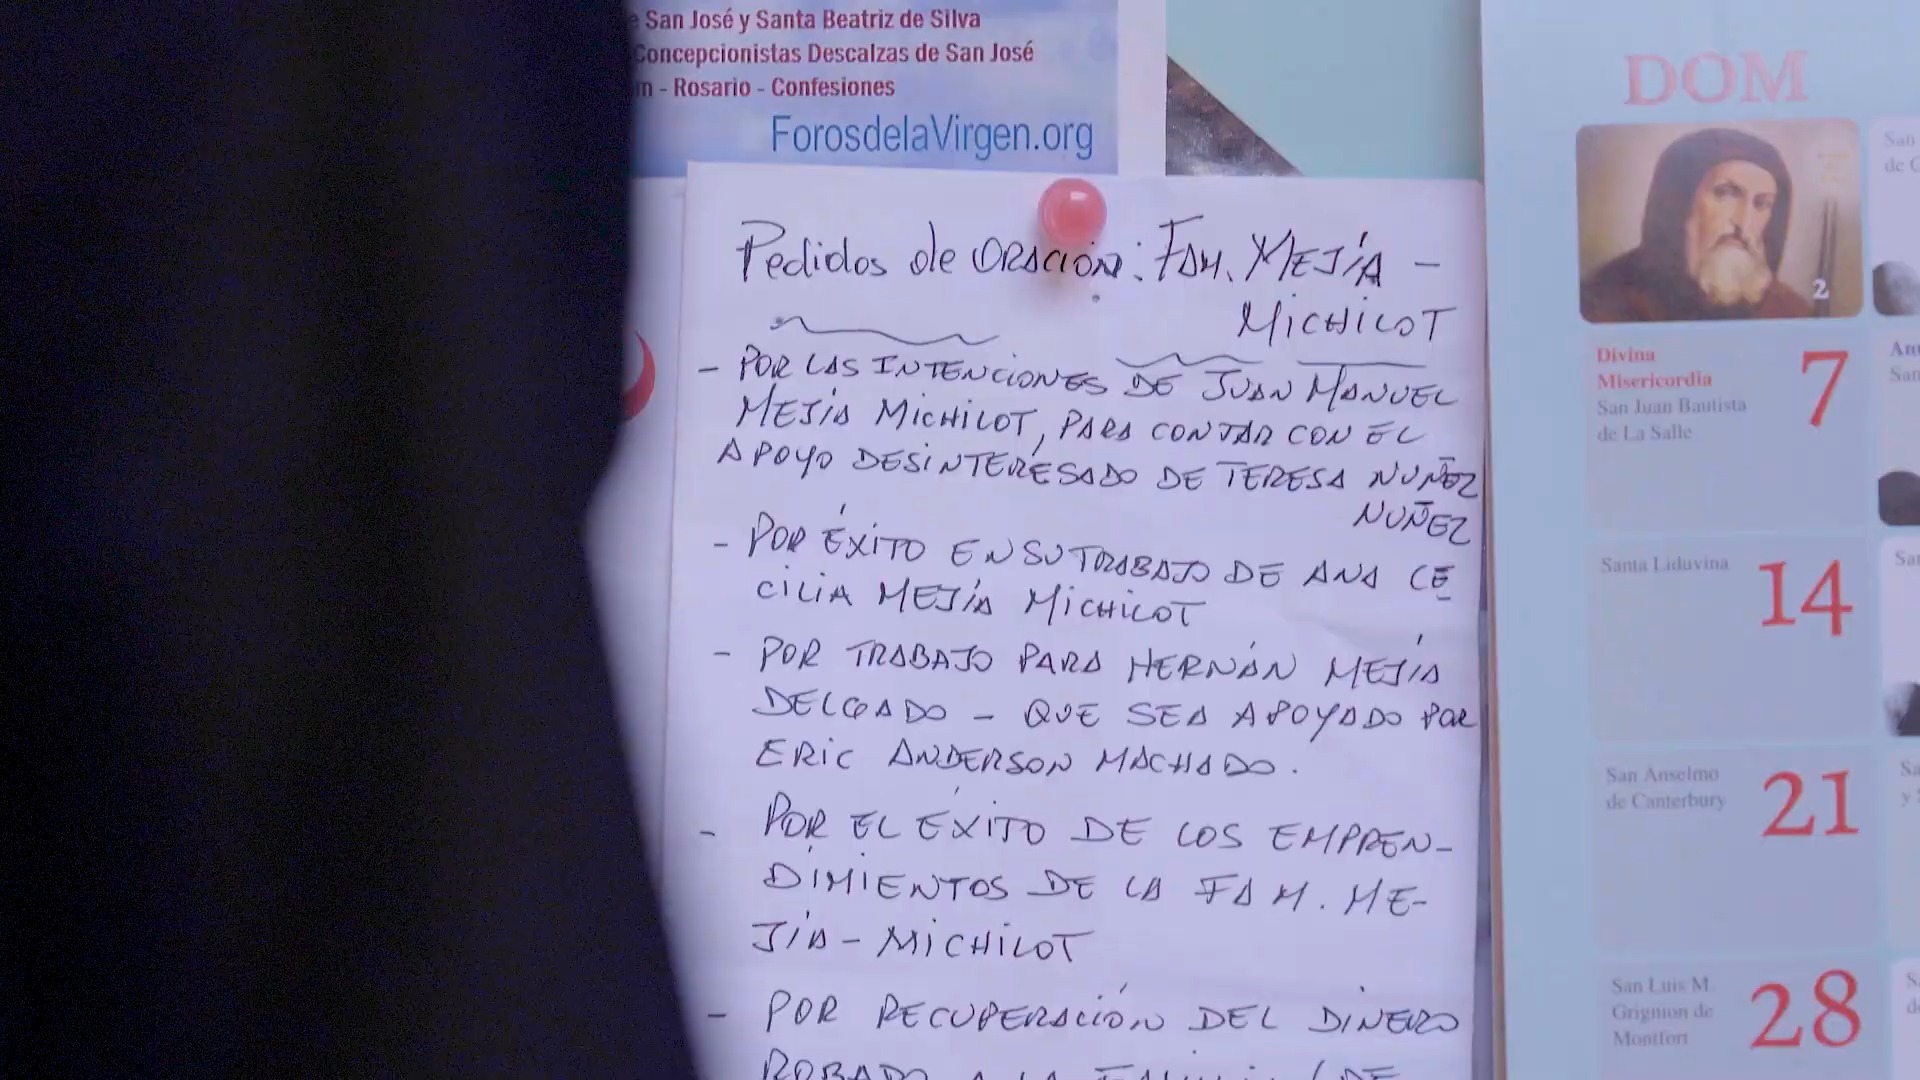 San José y Santa Beatriz de Silva
Concepcionistas Descalzas de San José
- Rosario - Confesiones
ForosdelaVirgen.org
Pedidos de ORACIÓN: FAM. MEJÍA -
MICHILOT
- POR LAS INTENCIONES DE JUAN MANUEL
MEJÍA MICHILOT, PARA CONTAR CON EL
APOYO DESINTERESADO DE TERESA NUÑEZ
NUÑEZ
- POR ÉXITO EN SU TRABAJO DE ANA CE
CILIA MEJÍA MICHILOT
- POR TRABAJO PARA HERNÁN MEJÍA
DELGADO - QUE SEA APOYADO POR
ERIC ANDERSON MACHADO.
- POR EL ÉXITO DE LOS EMPREN-
DIMIENTOS DE LA FAM. ME-
JÍA - MICHILOT
- POR RECUPERACIÓN DEL DINERO
ROBADO A LA FAMILIA (DE
DOM
2
Divina
Misericordia
San Juan Bautista
de La Salle
7
Santa Liduvina
14
San Anselmo
de Canterbury
21
San Luis M.
Grignion de
Montfort
28